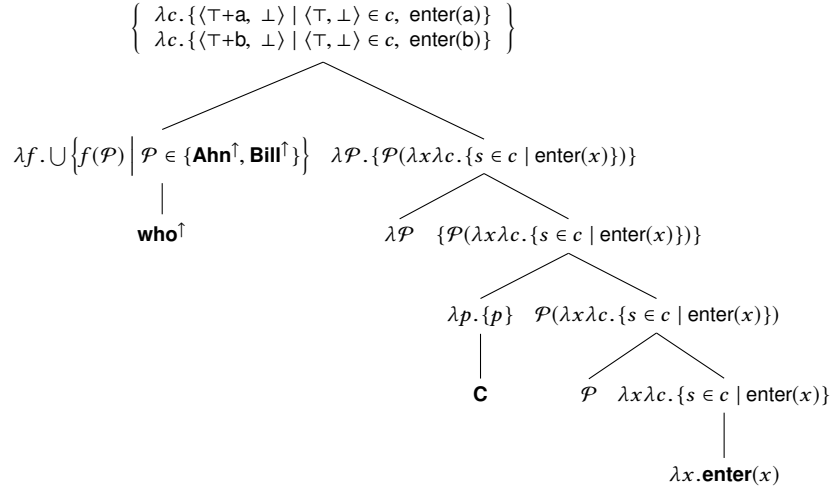 { λc.{⟨⊤+a, ⊥⟩ | ⟨⊤, ⊥⟩ ∈ c, enter(a)}
λc.{⟨⊤+b, ⊥⟩ | ⟨⊤, ⊥⟩ ∈ c, enter(b)} }
λf.⋃{f(𝒫) | 𝒫 ∈ {Ahn↑, Bill↑}} λ𝒫.{𝒫(λxλc.{s ∈ c | enter(x)})}
who↑ λ𝒫 {𝒫(λxλc.{s ∈ c | enter(x)})}
λp.{p} 𝒫(λxλc.{s ∈ c | enter(x)})
C 𝒫 λxλc.{s ∈ c | enter(x)}
λx.enter(x)